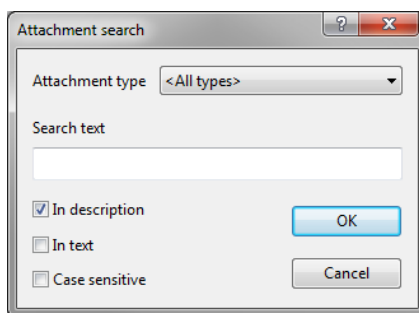 Attachment search
?
Attachment type <All types>
Search text
In description
OK
In text
Case sensitive
Cancel